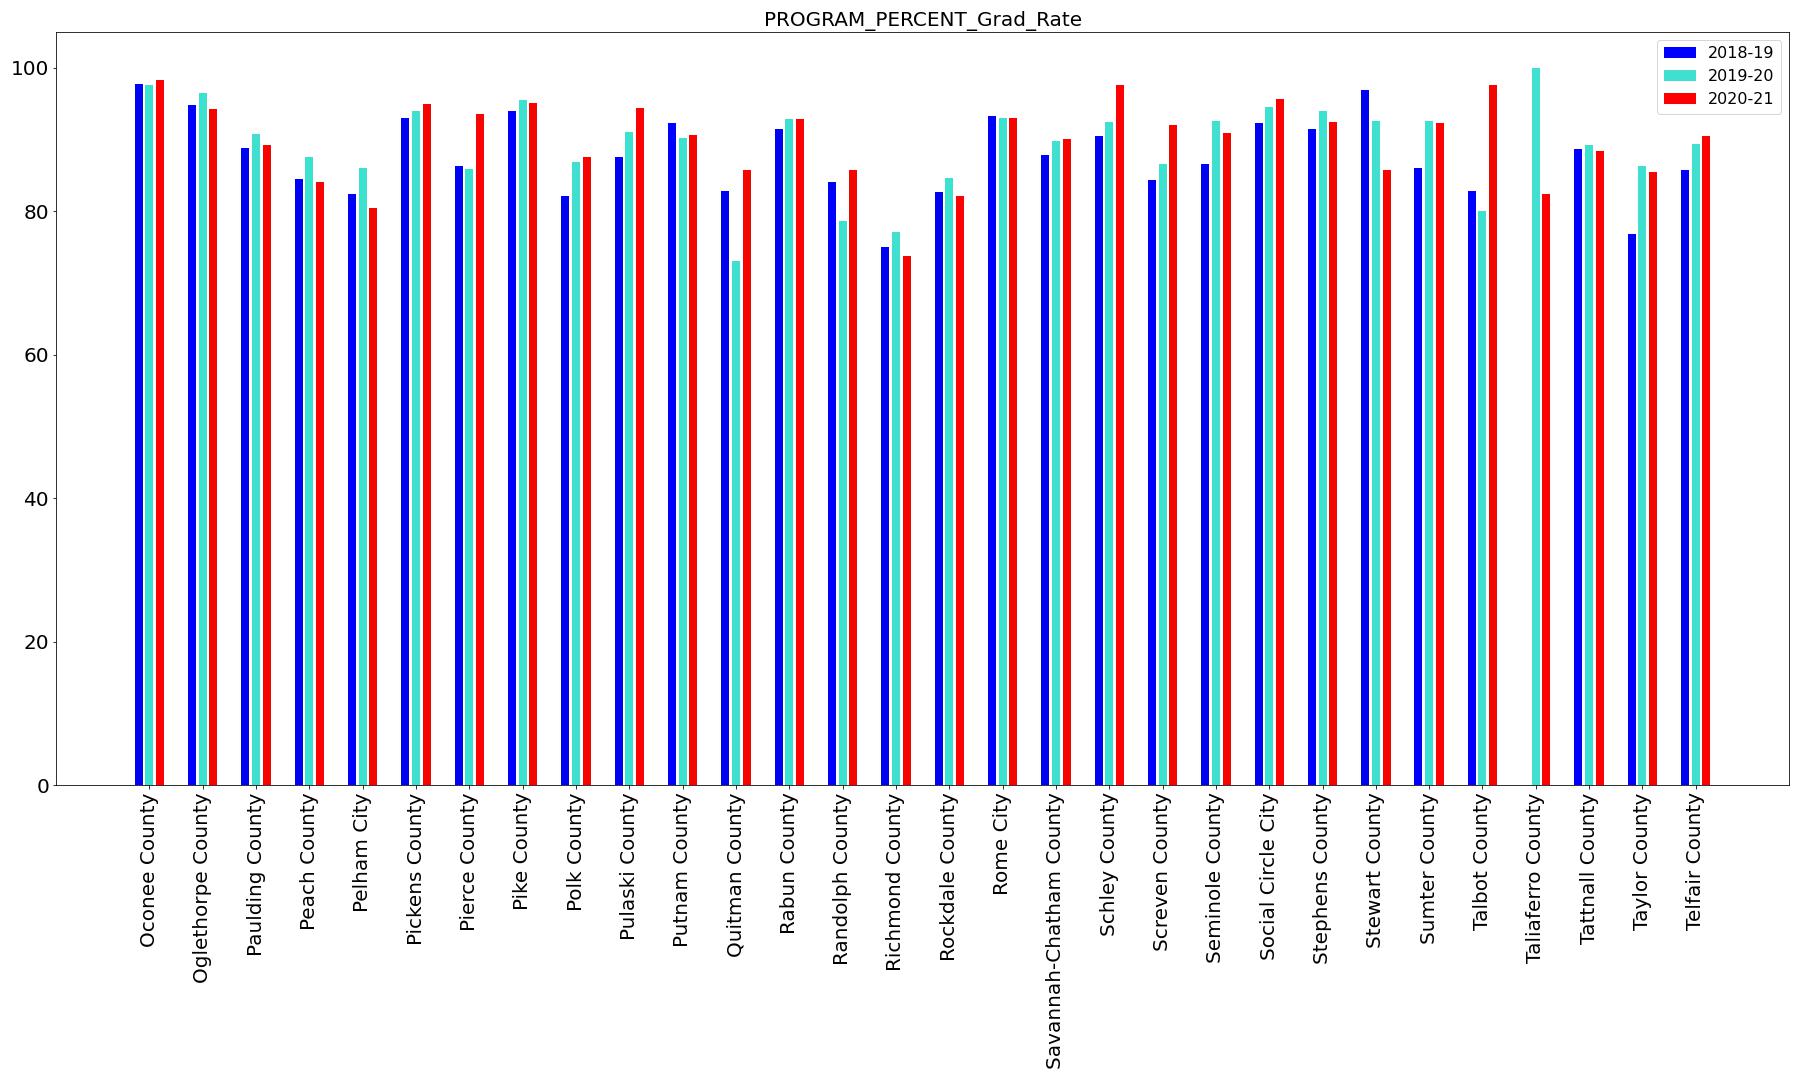 PROGRAM_PERCENT_Grad_Rate
2018-19
2019-20
2020-21
100
80
60
40
20
0
Oconee County
Oglethorpe County
Paulding County
Peach County
Pelham City
Pickens County
Pierce County
Pike County
Polk County
Pulaski County
Putnam County
Quitman County
Rabun County
Randolph County
Richmond County
Rockdale County
Rome City
Savannah-Chatham County
Schley County
Screven County
Seminole County
Social Circle City
Stephens County
Stewart County
Sumter County
Talbot County
Taliaferro County
Tattnall County
Taylor County
Telfair County